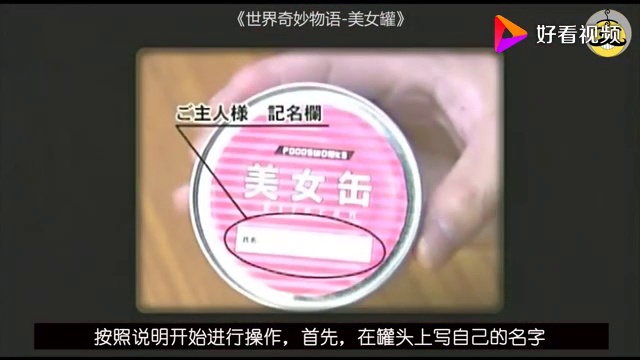 《世界奇妙物语-美女罐》
好看视频
ご主人様 記名欄
FOODSWORKS
美女缶
氏名
按照说明开始进行操作，首先，在罐头上写自己的名字